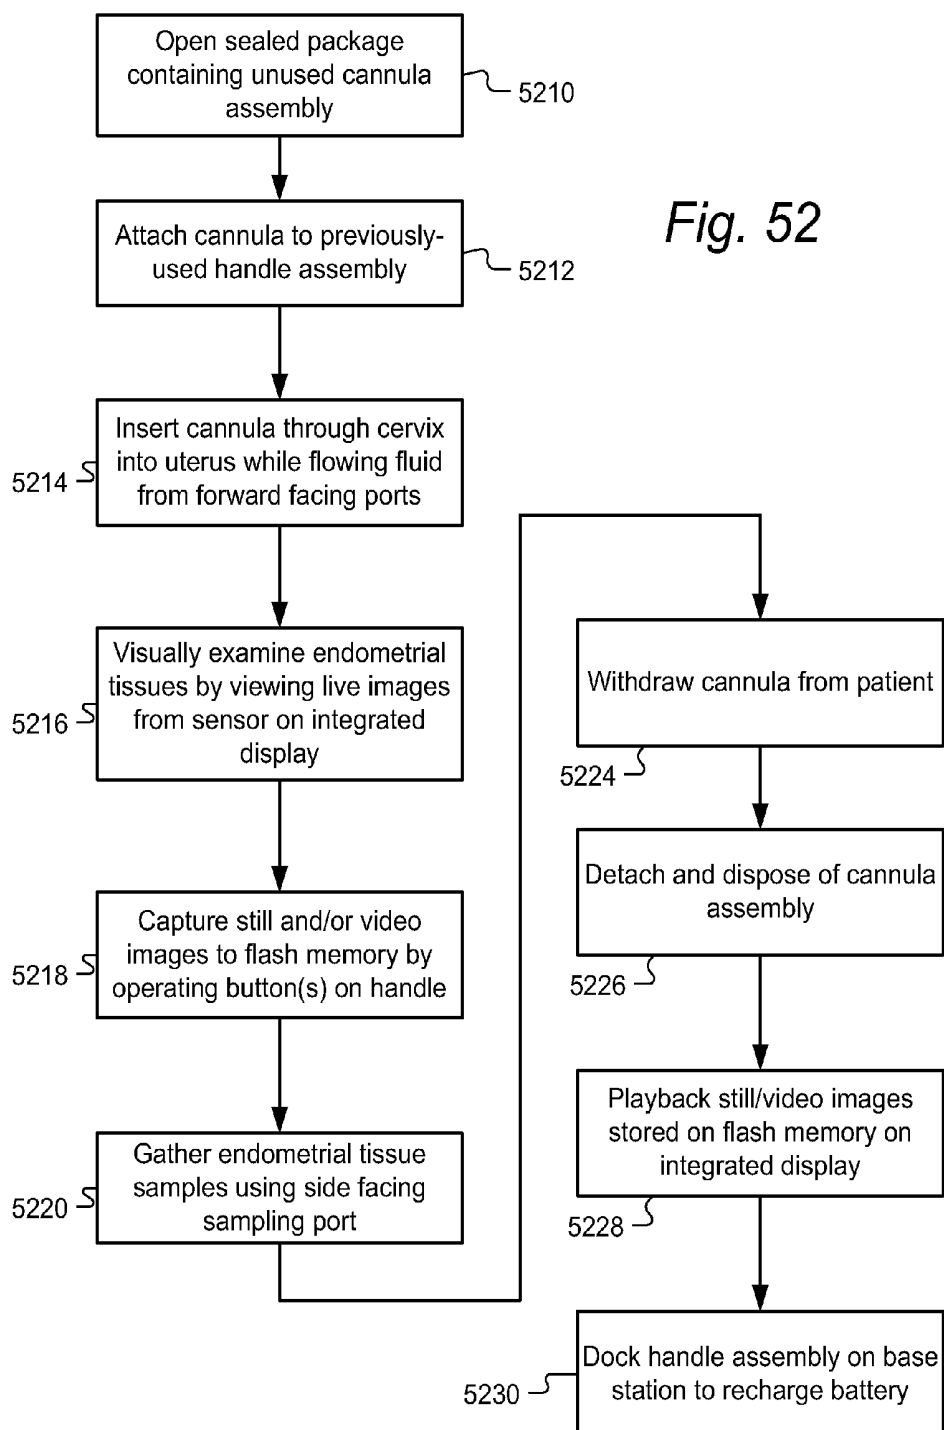 Open sealed package
containing unused cannula
assembly
5210
Fig. 52
Attach cannula to previously-
used handle assembly
5212
Insert cannula through cervix
into uterus while flowing fluid
from forward facing ports
5214
Visually examine endometrial
tissues by viewing live images
from sensor on integrated
display
5216
Capture still and/or video
images to flash memory by
operating button(s) on handle
5218
Gather endometrial tissue
samples using side facing
sampling port
5220
Withdraw cannula from patient
5224
Detach and dispose of cannula
assembly
5226
Playback still/video images
stored on flash memory on
integrated display
5228
Dock handle assembly on base
station to recharge battery
5230